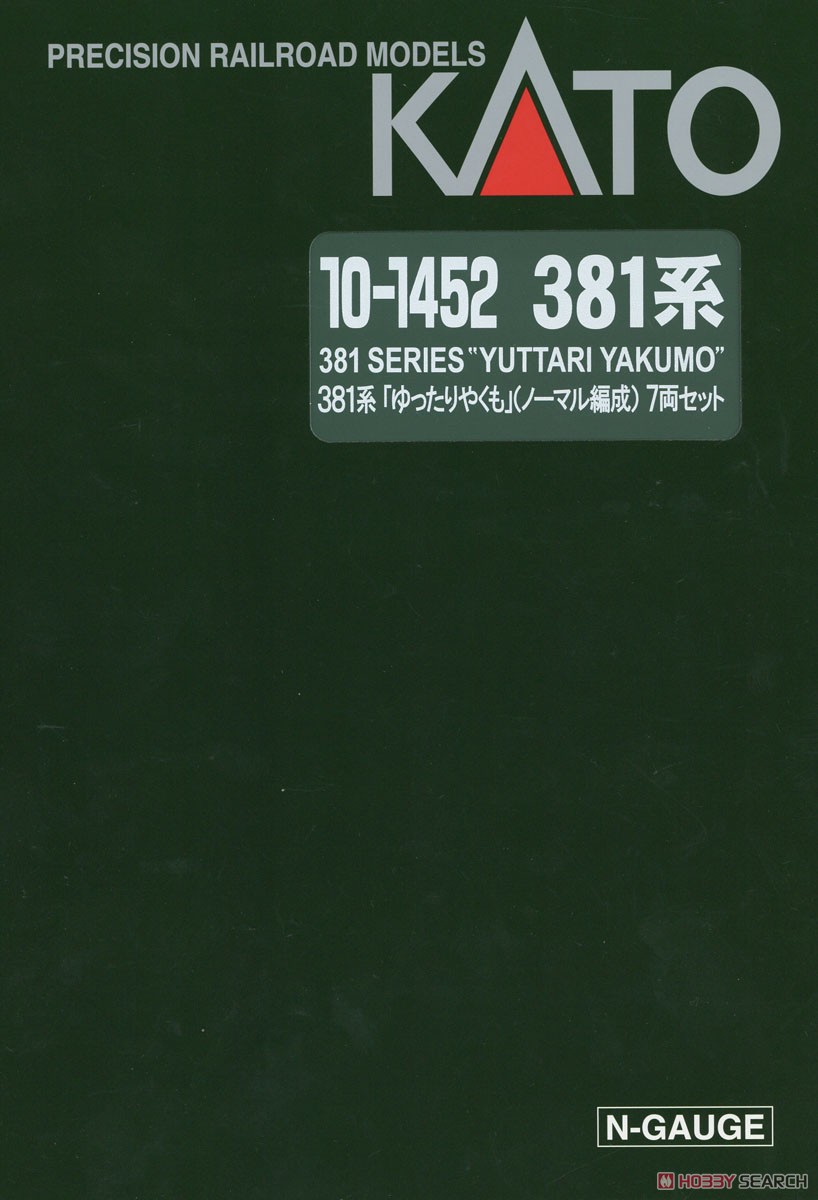 PRECISION RAILROAD MODELS
KATO
10-1452 381系
381 SERIES "YUTTARI YAKUMO"
381系「ゆったりやくも」(ノーマル編成) 7両セット
N-GAUGE
HOBBY SEARCH